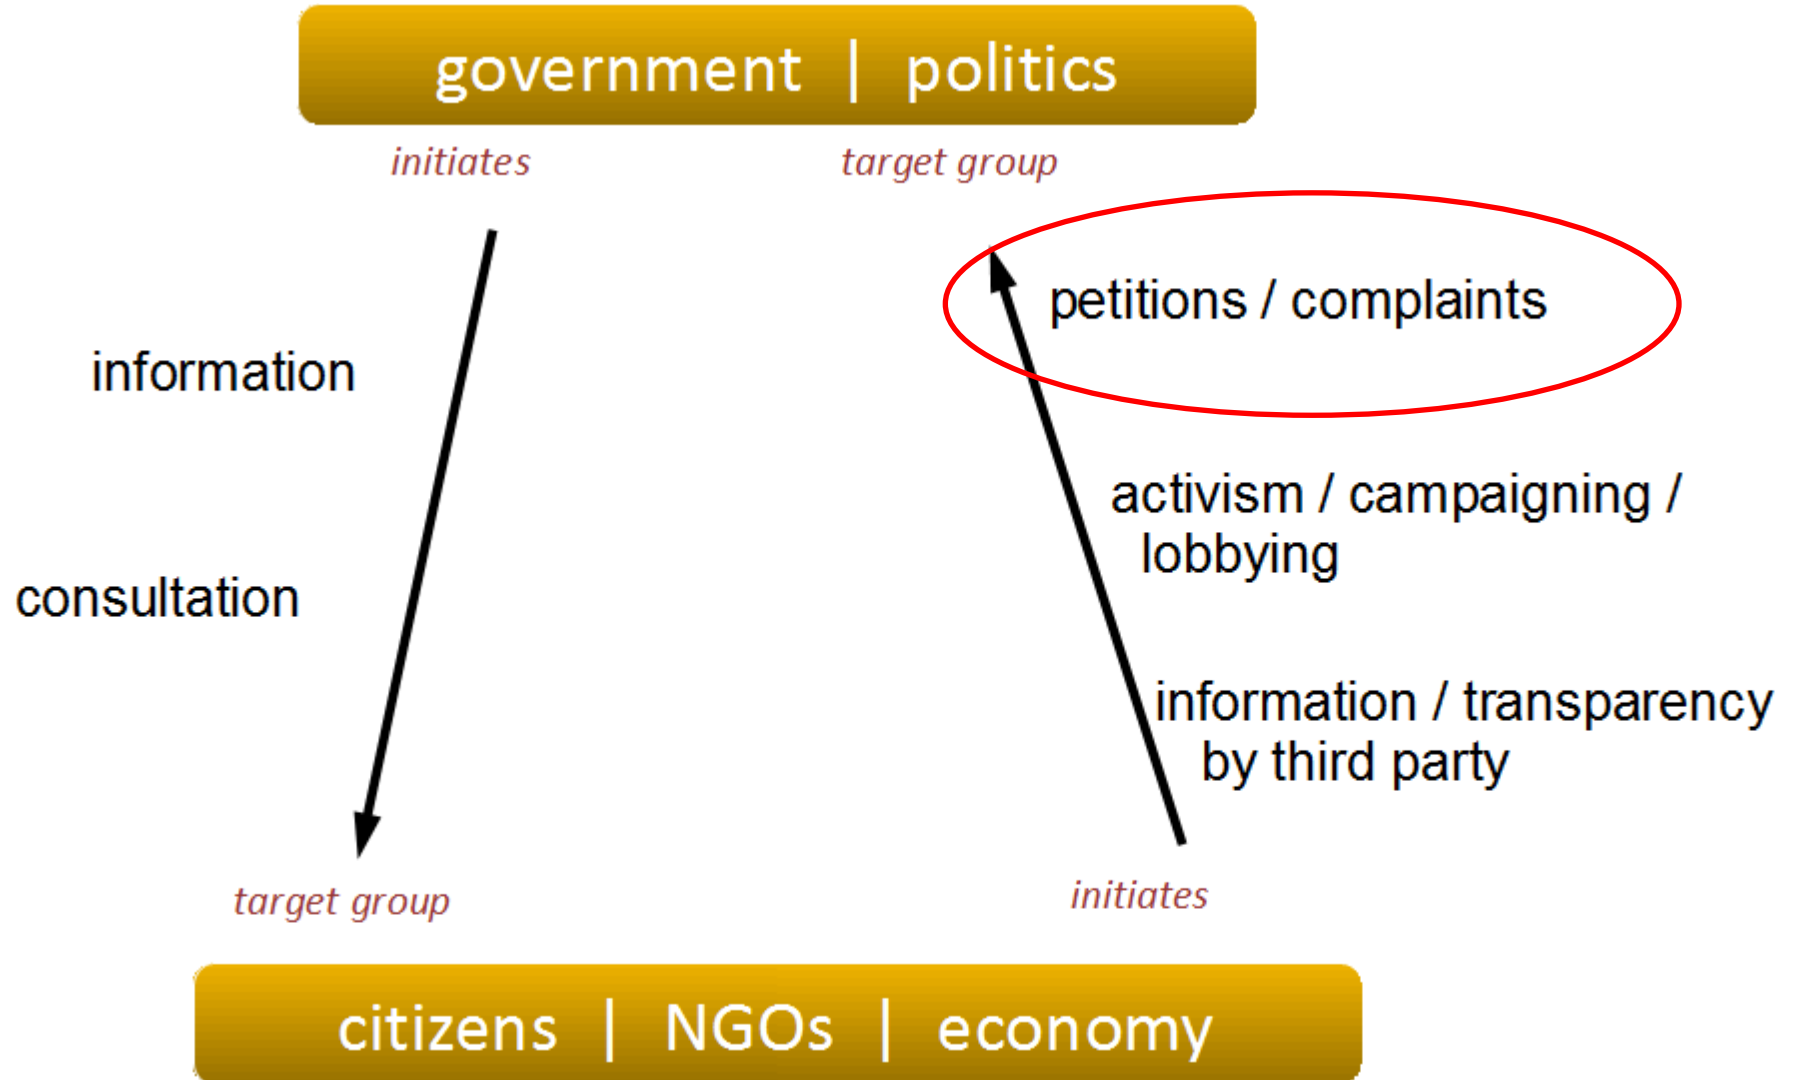 government | politics
initiates
target group
petitions / complaints
information
activism / campaigning /
lobbying
consultation
information / transparency
by third party
target group
initiates
citizens | NGOs | economy